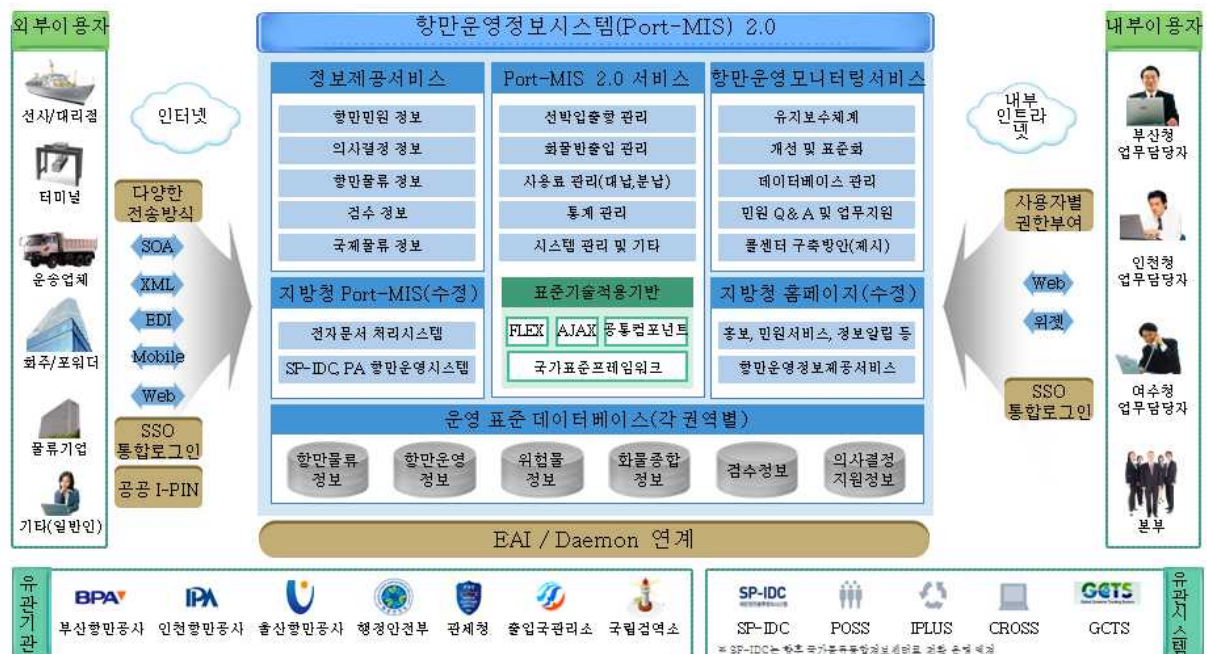 외부이용자
선사/대리점
터미널
운송업체
화주/포워더
물류기업
기타(일반인)
인터넷
다양한
전송방식
SOA
XML
EDI
Mobile
Web
SSO
통합로그인
공공 I-PIN
항만운영정보시스템(Port-MIS) 2.0
정보제공서비스
항만민원 정보
의사결정 정보
항만물류 정보
검수 정보
국제물류 정보
Port-MIS 2.0 서비스
선박입출항 관리
화물반출입 관리
사용료 관리(대납,분납)
통계 관리
시스템 관리 및 기타
항만운영모니터링서비스
유지보수체계
개선 및 표준화
데이터베이스 관리
민원 Q&A 및 업무지원
콜센터 구축방안(제시)
지방청 Port-MIS(수정)
전자문서 처리시스템
SP-IDC, PA 항만운영시스템
표준기술적용기반
FLEX
AJAX
공통컴포넌트
국가표준프레임워크
지방청 홈페이지(수정)
홍보, 민원서비스, 정보알림 등
항만운영정보제공서비스
운영 표준 데이터베이스(각 권역별)
항만물류
정보
항만운영
정보
위험물
정보
화물종합
정보
검수정보
의사결정
지원정보
EAI / Daemon 연계
내부
인트라
넷
사용자별
권한부여
Web
위젯
SSO
통합로그인
내부이용자
부산청
업무담당자
인천청
업무담당자
여수청
업무담당자
본부
유관기관
BPA
부산항만공사
IPA
인천항만공사
울산항만공사
행정안전부
관세청
출입국관리소
국립검역소
SP-IDC
SP-IDC
POSS
IPLUS
CROSS
GCTS
GCTS
유관시스템